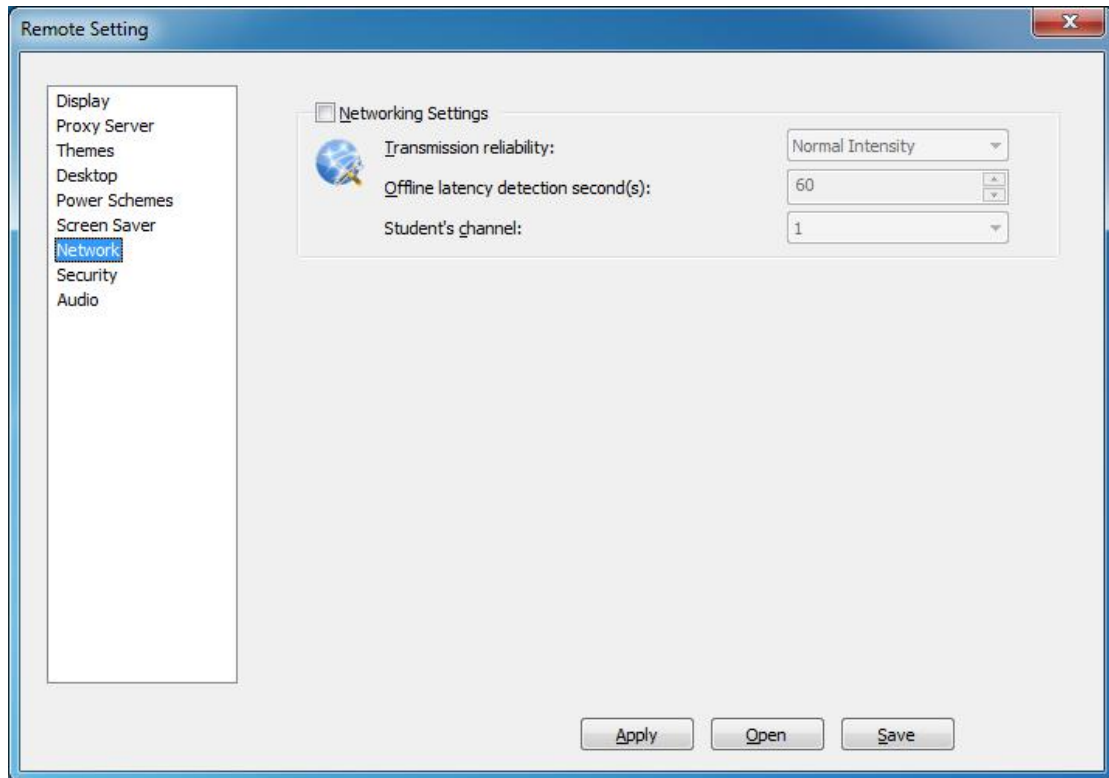 Remote Setting
Display
Proxy Server
Themes
Desktop
Power Schemes
Screen Saver
Network
Security
Audio
Networking Settings
Transmission reliability: Normal Intensity
Offline latency detection second(s): 60
Student's channel: 1
Apply Open Save